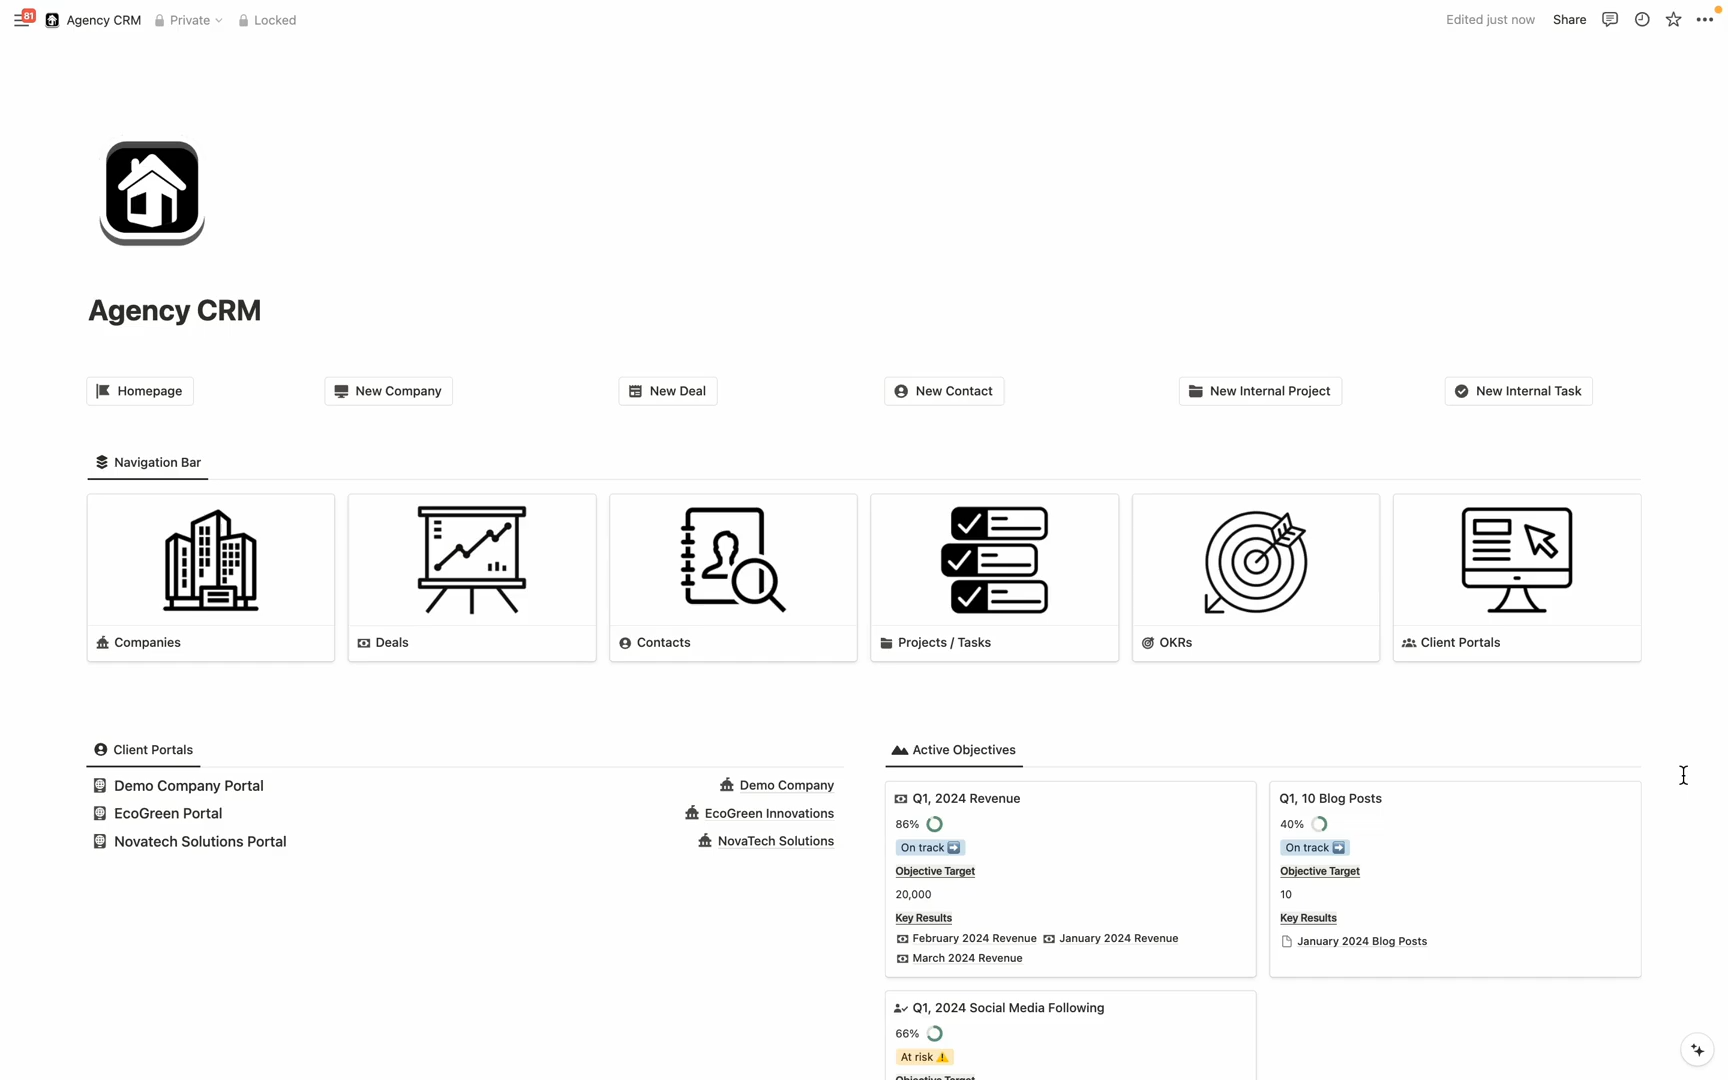 81 Agency CRM Private Locked Edited just now Share
Agency CRM
Homepage New Company New Deal New Contact New Internal Project New Internal Task
Navigation Bar
Companies Deals Contacts Projects / Tasks OKRs Client Portals
Client Portals
Demo Company Portal Demo Company
EcoGreen Portal EcoGreen Innovations
Novatech Solutions Portal NovaTech Solutions
Active Objectives
Q1, 2024 Revenue
86%
On track ➡️
Objective Target
20,000
Key Results
February 2024 Revenue January 2024 Revenue
March 2024 Revenue
Q1, 10 Blog Posts
40%
On track ➡️
Objective Target
10
Key Results
January 2024 Blog Posts
Q1, 2024 Social Media Following
66%
At risk ⚠️
Objective Target